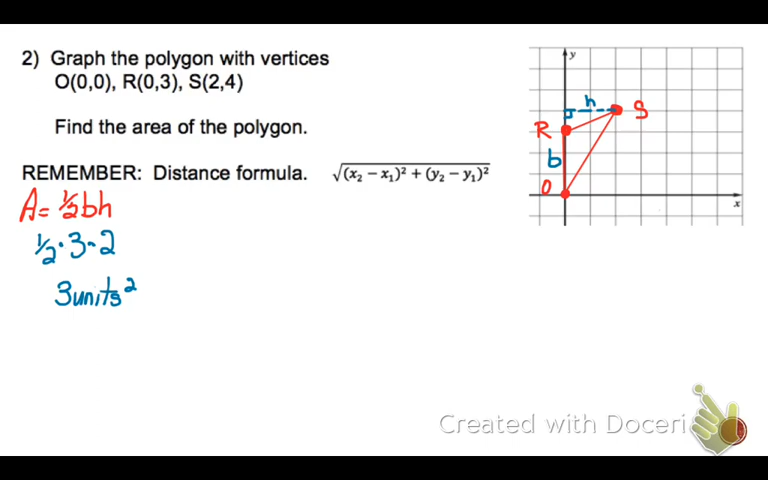 2) Graph the polygon with vertices
O(0,0), R(0,3), S(2,4)
Find the area of the polygon.
REMEMBER: Distance formula. √(x₂ − x₁)² + (y₂ − y₁)²
A= ½bh
½·3·2
3units²
y
h
S
R
b
O
x
Created with Doceri